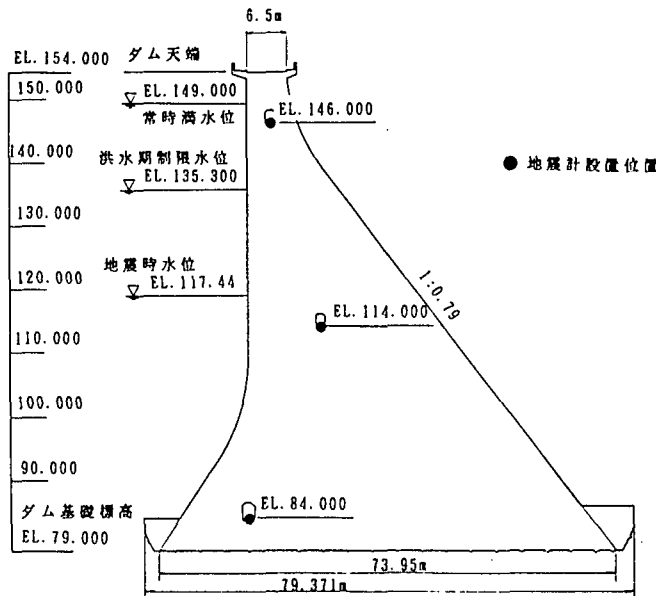 6.5m
EL.154.000 ダム天端
150.000
EL.149.000
常時満水位
EL.146.000
140.000
洪水期制限水位
EL.135.300
● 地震計設置位置
130.000
地震時水位
120.000
EL.117.44
1:0.79
EL.114.000
110.000
100.000
90.000
EL.84.000
ダム基礎標高
EL.79.000
73.95m
79.371m